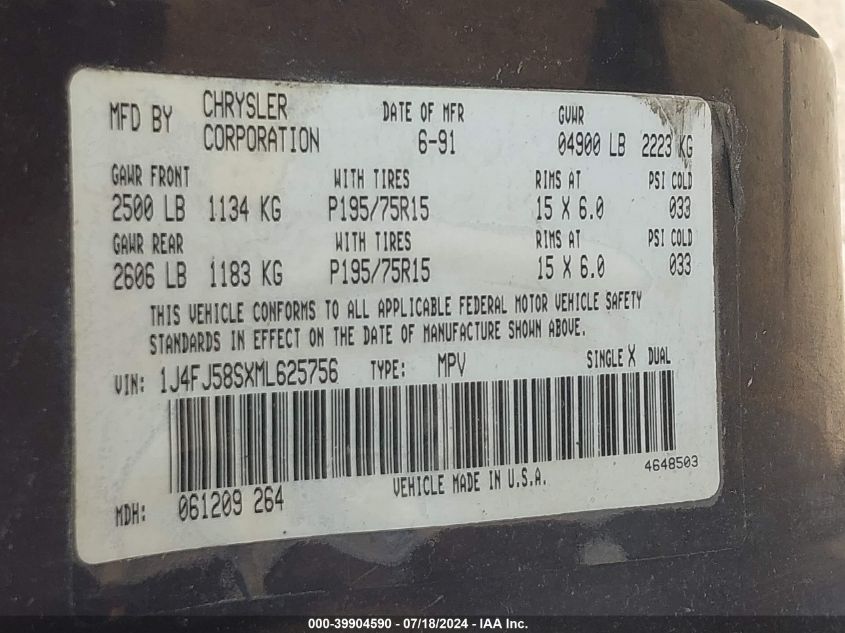 MFD BY CHRYSLER CORPORATION DATE OF MFR 6-91 GVWR 04900 LB 2223 KG
GAWR FRONT WITH TIRES RIMS AT PSI COLD
2500 LB 1134 KG P195/75R15 15 X 6.0 033
GAWR REAR WITH TIRES RIMS AT PSI COLD
2606 LB 1183 KG P195/75R15 15 X 6.0 033
THIS VEHICLE CONFORMS TO ALL APPLICABLE FEDERAL MOTOR VEHICLE SAFETY
STANDARDS IN EFFECT ON THE DATE OF MANUFACTURE SHOWN ABOVE.
VIN: 1J4FJ58SXML625756 TYPE: MPV SINGLE X DUAL
4648503
MDH: 061209 264 VEHICLE MADE IN U.S.A.
000-39904590 - 07/18/2024 - IAA Inc.